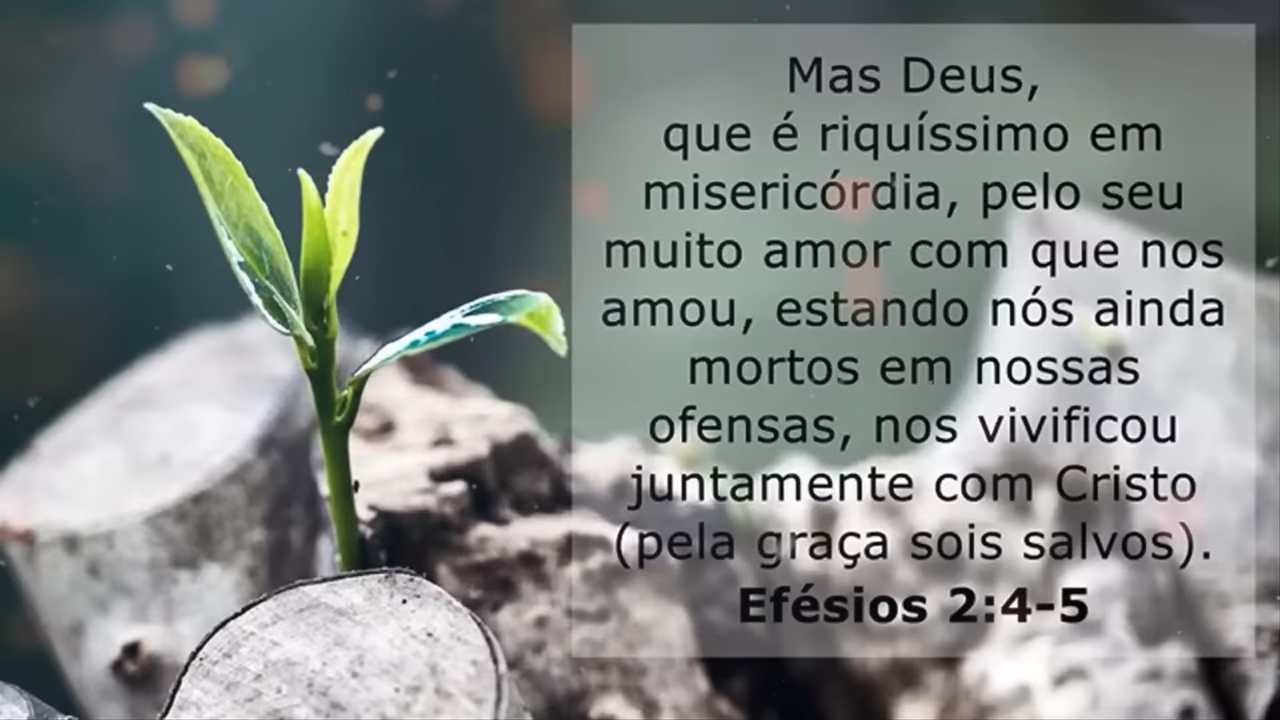 Mas Deus,
que é riquíssimo em
misericórdia, pelo seu
muito amor com que nos
amou, estando nós ainda
mortos em nossas
ofensas, nos vivificou
juntamente com Cristo
(pela graça sois salvos).
Efésios 2:4-5